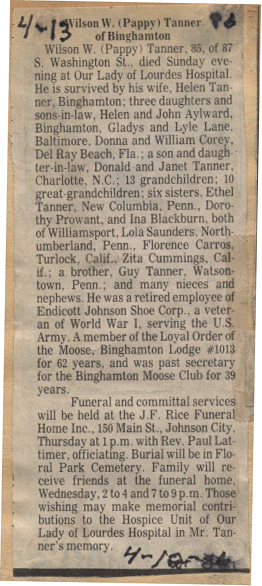 4-13
86
Wilson W. (Pappy) Tanner
of Binghamton
Wilson W. (Pappy) Tanner, 85, of 87
S. Washington St., died Sunday eve-
ning at Our Lady of Lourdes Hospital.
He is survived by his wife, Helen Tan-
ner, Binghamton; three daughters and
sons-in-law, Helen and John Aylward,
Binghamton, Gladys and Lyle Lane,
Baltimore, Donna and William Corey,
Del Ray Beach, Fla.; a son and daugh-
ter-in-law, Donald and Janet Tanner,
Charlotte, N.C.; 13 grandchildren; 10
great-grandchildren; six sisters, Ethel
Tanner, New Columbia, Penn., Doro-
thy Prowant, and Ina Blackburn, both
of Williamsport, Lola Saunders, North-
umberland, Penn., Florence Carros,
Turlock, Calif., Zita Cummings, Cal-
if.; a brother, Guy Tanner, Watson-
town, Penn.; and many nieces and
nephews. He was a retired employee of
Endicott Johnson Shoe Corp., a veter-
an of World War I, serving the U.S.
Army. A member of the Loyal Order of
the Moose, Binghamton Lodge #1013
for 62 years, and was past secretary
for the Binghamton Moose Club for 39
years.
Funeral and committal services
will be held at the J.F. Rice Funeral
Home Inc., 150 Main St., Johnson City,
Thursday at 1 p.m. with Rev. Paul Lat-
timer, officiating. Burial will be in Flo-
ral Park Cemetery. Family will re-
ceive friends at the funeral home,
Wednesday, 2 to 4 and 7 to 9 p.m. Those
wishing may make memorial contri-
butions to the Hospice Unit of Our
Lady of Lourdes Hospital in Mr. Tan-
ner's memory.